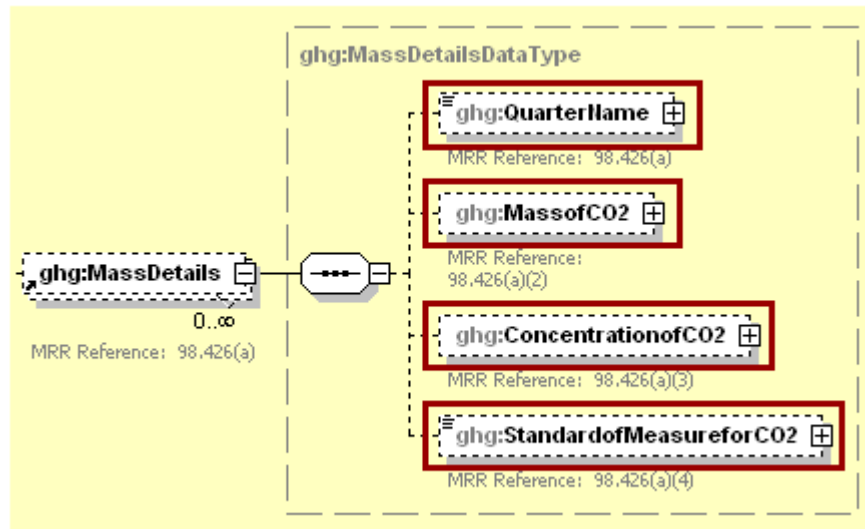 ghg:MassDetailsDataType
ghg:QuarterName
MRR Reference: 98.426(a)
ghg:MassofCO2
MRR Reference:
98.426(a)(2)
ghg:MassDetails
0..∞
MRR Reference: 98.426(a)
ghg:ConcentrationofCO2
MRR Reference: 98.426(a)(3)
ghg:StandardofMeasureforCO2
MRR Reference: 98.426(a)(4)